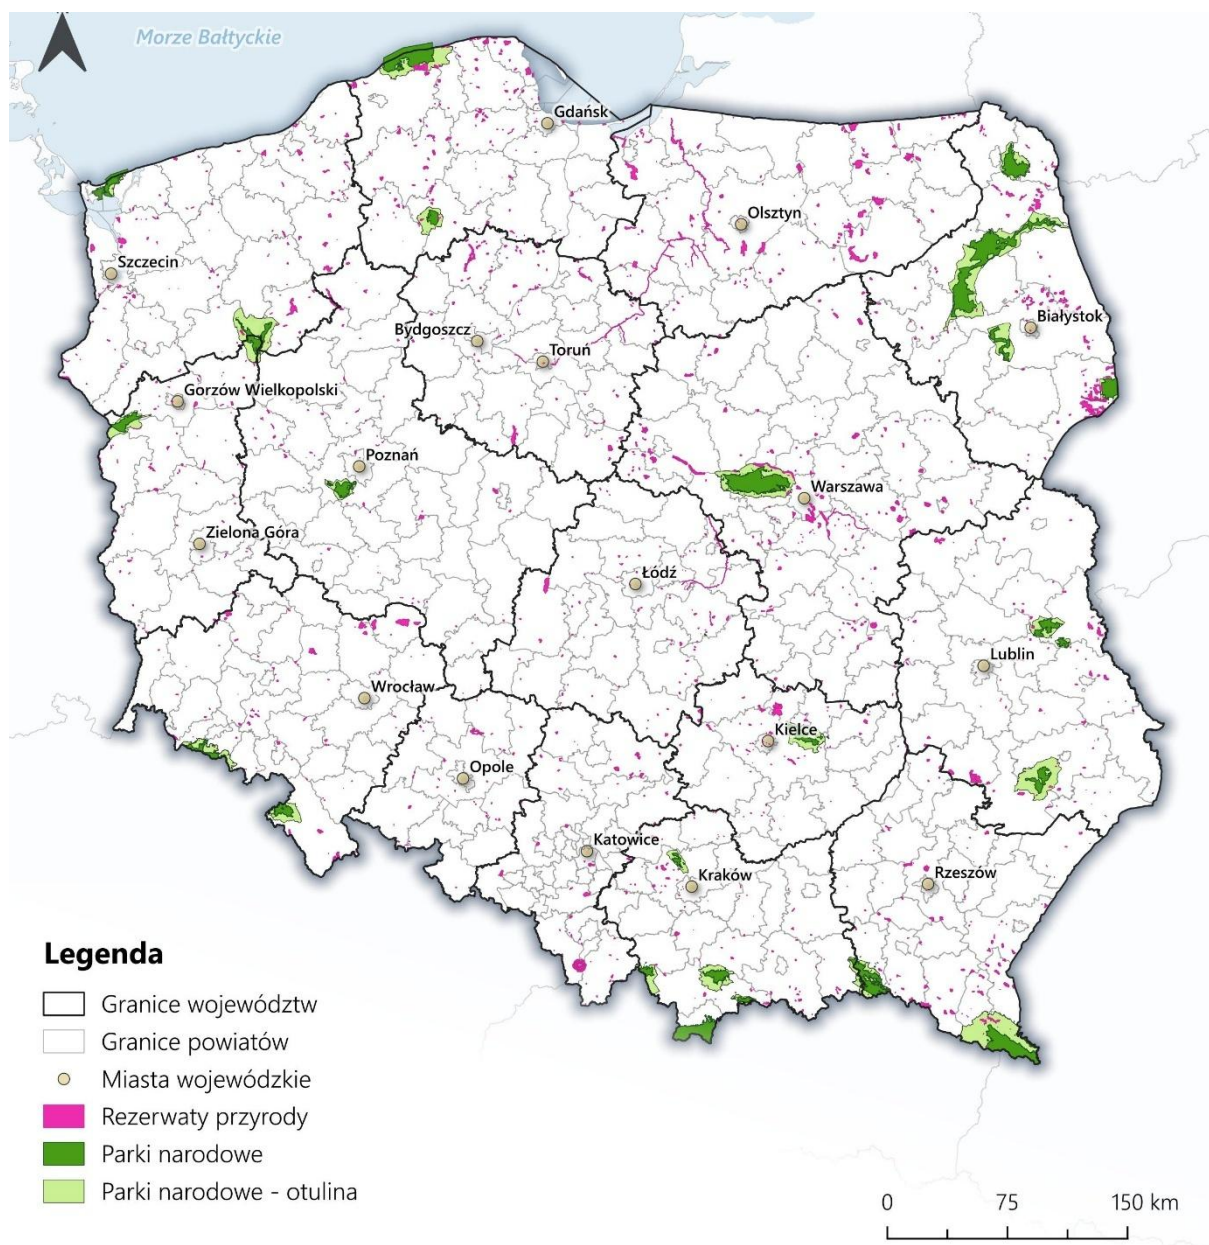 Morze Bałtyckie
Gdańsk
Olsztyn
Szczecin
Białystok
Bydgoszcz
Toruń
Gorzów Wielkopolski
Poznań
Warszawa
Zielona Góra
Łódź
Lublin
Wrocław
Kielce
Opole
Katowice
Kraków
Rzeszów
Legenda
Granice województw
Granice powiatów
Miasta wojewódzkie
Rezerwaty przyrody
Parki narodowe
Parki narodowe - otulina
0 75 150 km